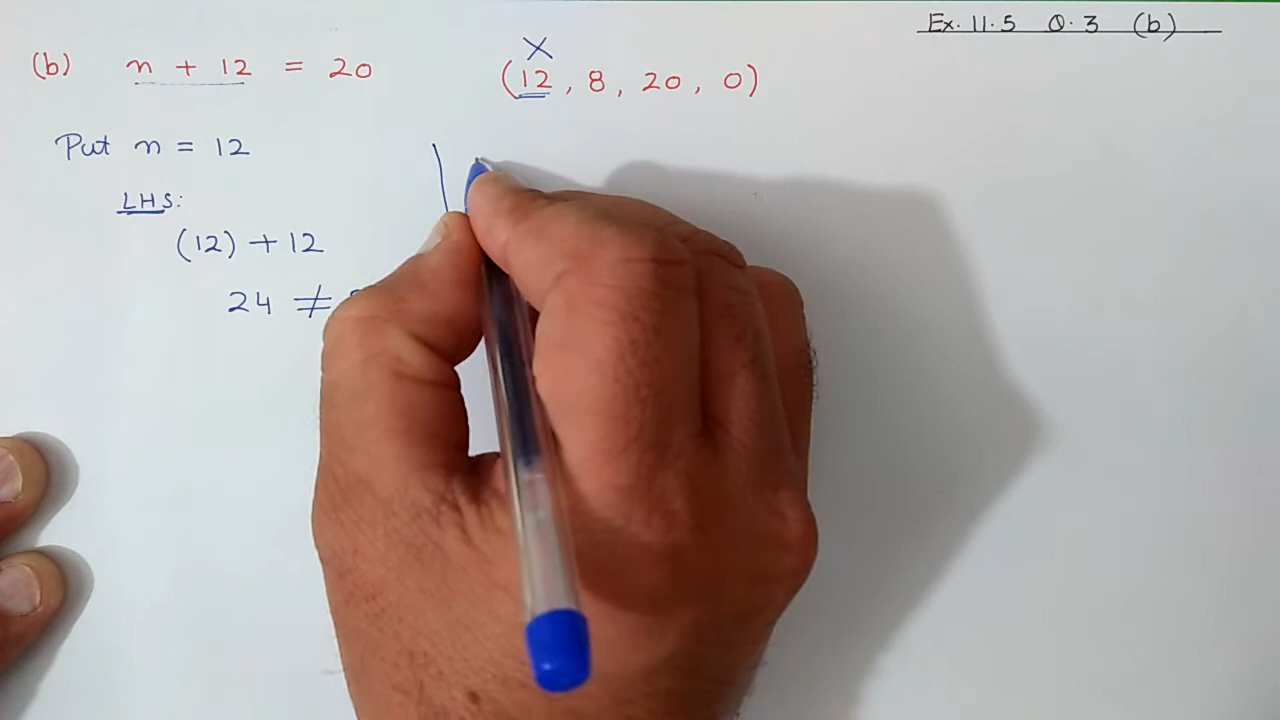 Ex. 11.5 Q.3 (b)
(b) n + 12 = 20 (12, 8, 20, 0)
X
Put n = 12
LHS:
(12) + 12
24 ≠